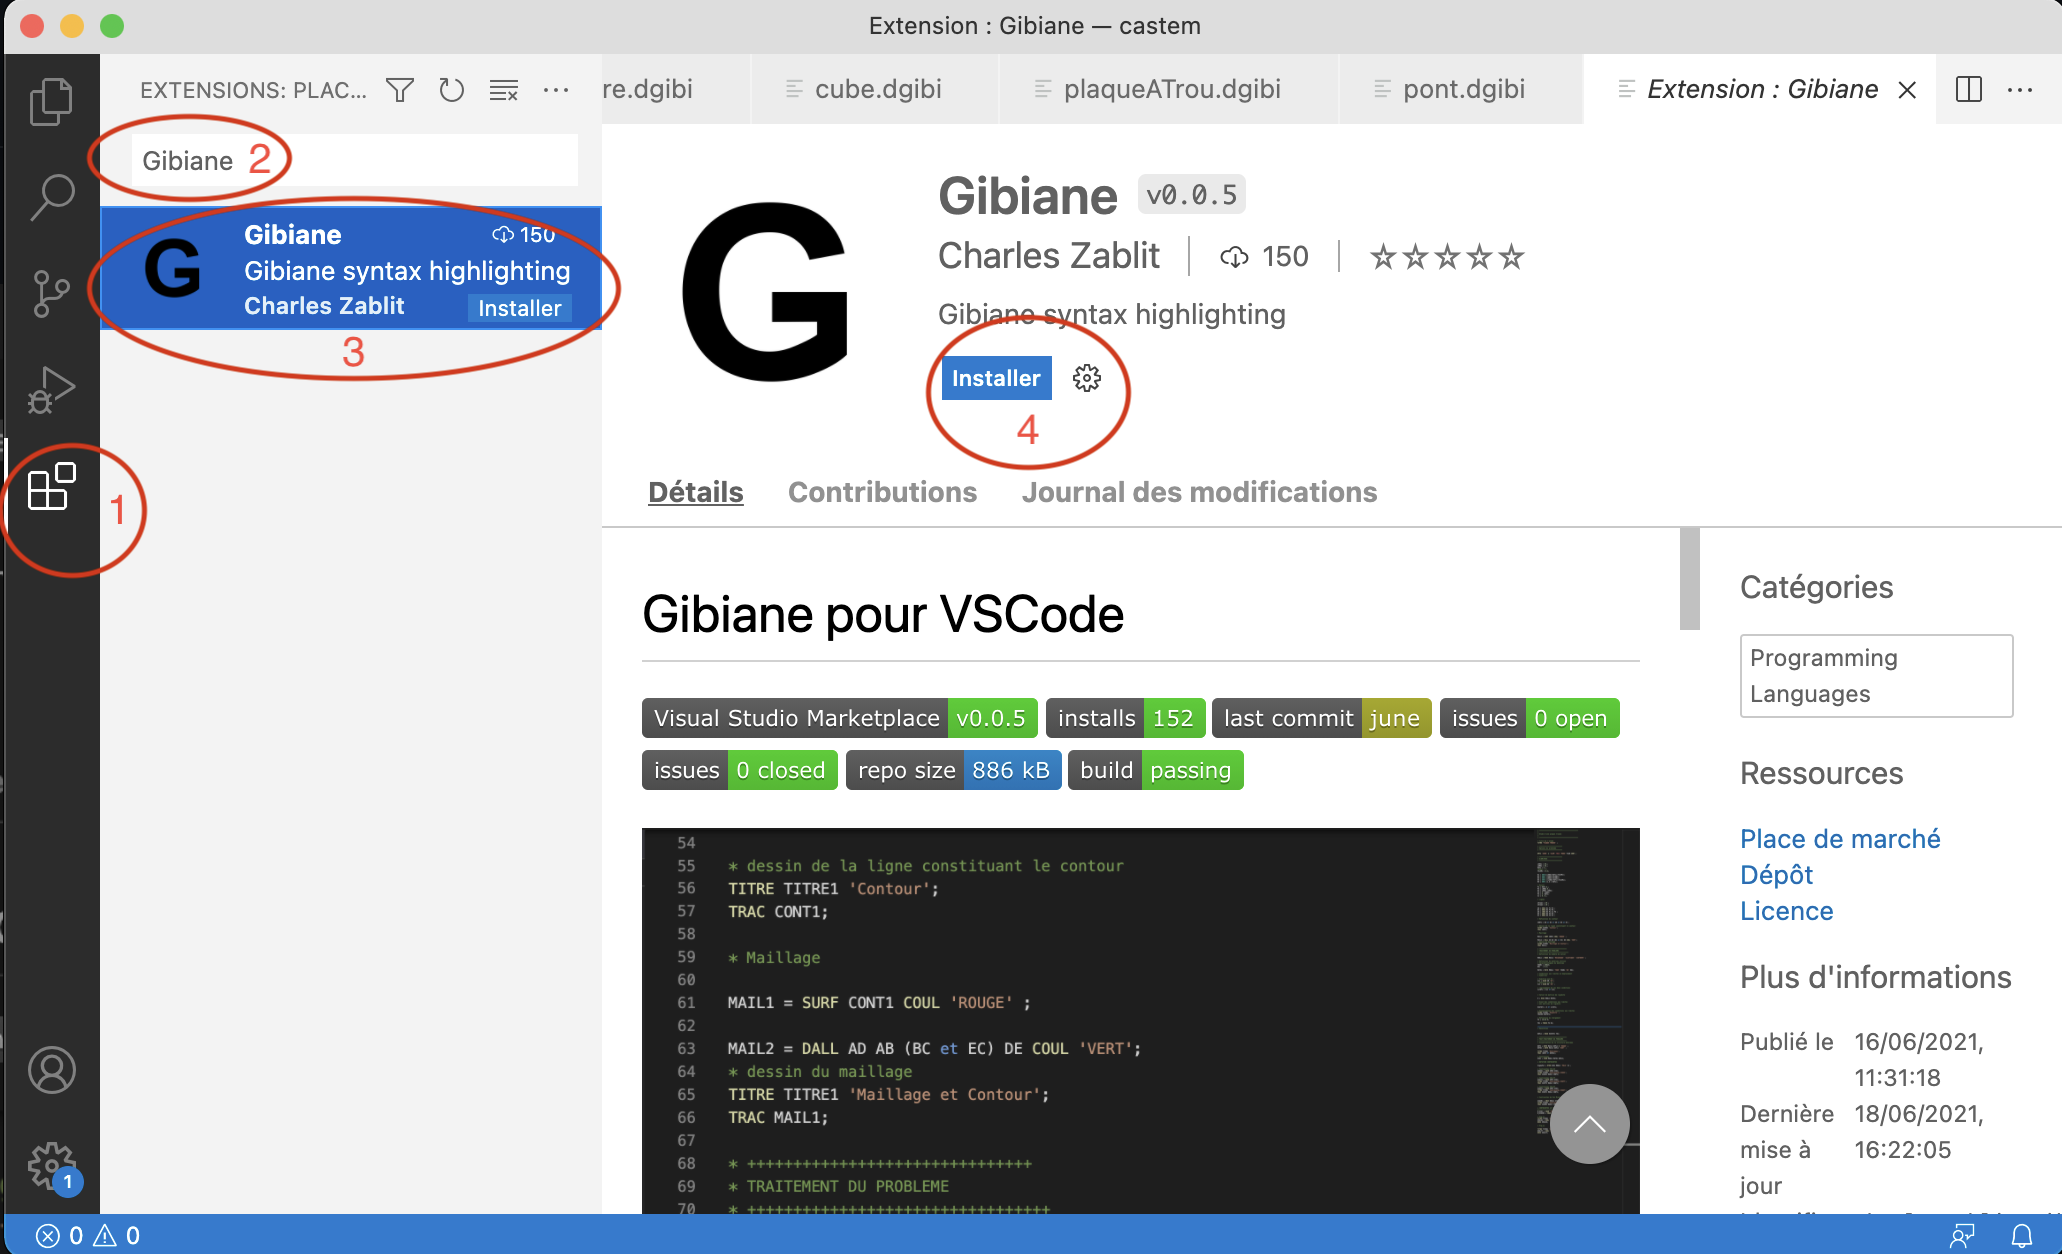 Extension : Gibiane — castem
EXTENSIONS: PLAC...
re.dgibi
cube.dgibi
plaqueATrou.dgibi
pont.dgibi
Extension : Gibiane
Gibiane 2
Gibiane 150
Gibiane syntax highlighting
Charles Zablit Installer
3
1
G
G
Gibiane v0.0.5
Charles Zablit 150
Gibiane syntax highlighting
Installer
4
Détails Contributions Journal des modifications
Gibiane pour VSCode
Visual Studio Marketplace v0.0.5 installs 152 last commit june issues 0 open
issues 0 closed repo size 886 kB build passing
54
55 * dessin de la ligne constituant le contour
56 TITRE TITRE1 'Contour';
57 TRAC CONT1;
58
59 * Maillage
60
61 MAIL1 = SURF CONT1 COUL 'ROUGE' ;
62
63 MAIL2 = DALL AD AB (BC et EC) DE COUL 'VERT';
64 * dessin du maillage
65 TITRE TITRE1 'Maillage et Contour';
66 TRAC MAIL1;
67
68 * +++++++++++++++++++++++++++++++
69 * TRAITEMENT DU PROBLEME
70 * +++++++++++++++++++++++++++++++++
Catégories
Programming
Languages
Ressources
Place de marché
Dépôt
Licence
Plus d'informations
Publié le 16/06/2021,
11:31:18
Dernière 18/06/2021,
mise à 16:22:05
jour
1
0 0